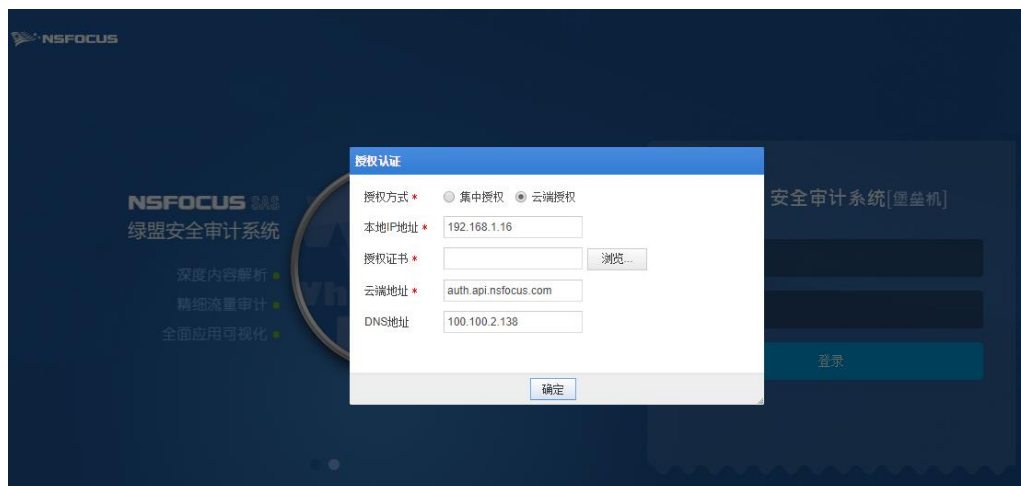 NSFOCUS
授权认证
授权方式 * 集中授权 云端授权
本地IP地址 * 192.168.1.16
授权证书 * 浏览...
云端地址 * auth.api.nsfocus.com
DNS地址 100.100.2.138
确定
NSFOCUS SAS
绿盟安全审计系统
深度内容解析
精细流量审计
全面应用可视化
安全审计系统[堡垒机]
登录